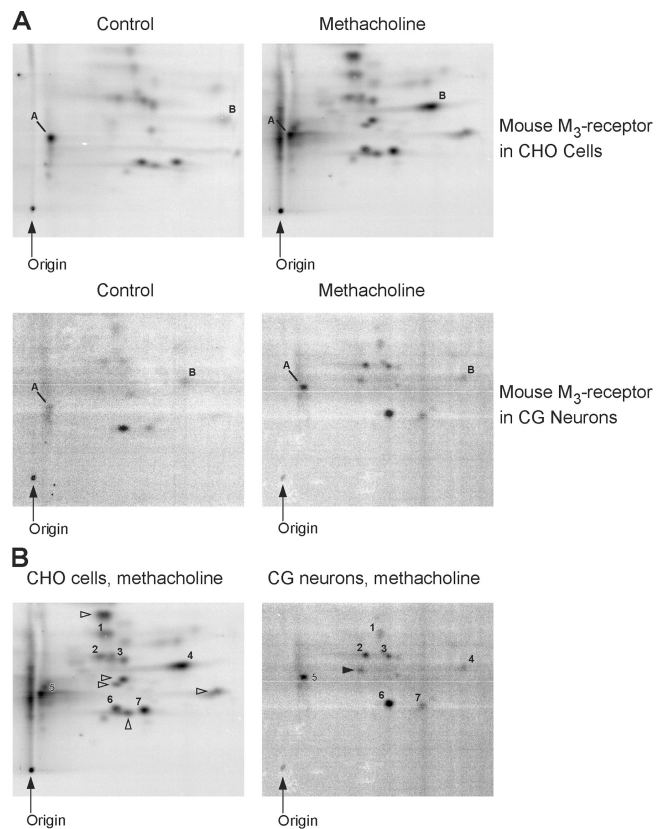 A
Control
Methacholine
A
B
A
B
Mouse M3-receptor
in CHO Cells
Origin
Origin
Control
Methacholine
A
B
A
B
Mouse M3-receptor
in CG Neurons
Origin
Origin
B
CHO cells, methacholine
CG neurons, methacholine
1
2
3
4
5
6
7
1
2
3
4
5
6
7
Origin
Origin